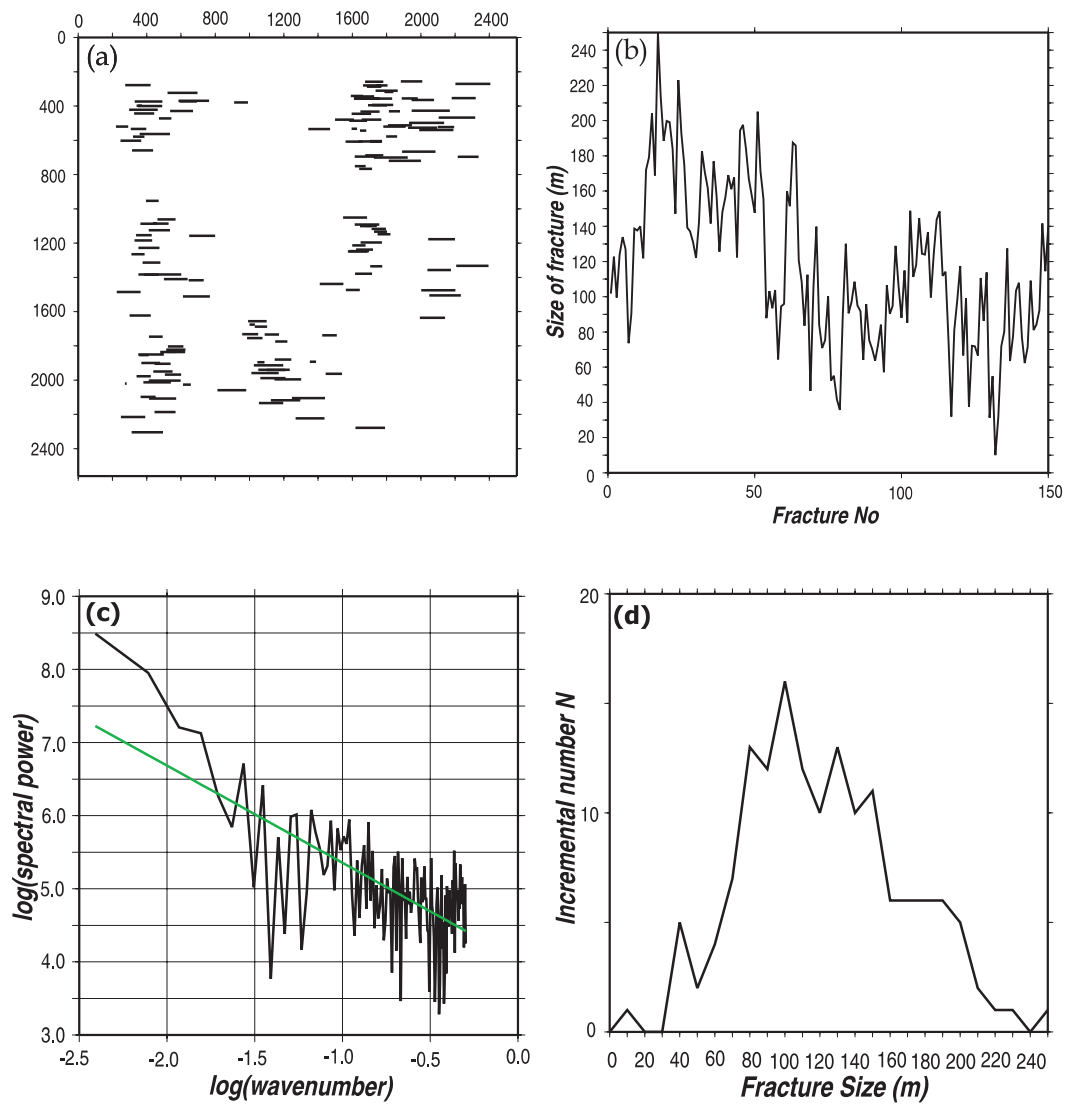 0 400 800 1200 1600 2000 2400
(a)
0
400
800
1200
1600
2000
2400
(b)
240
220
200
180
160
140
120
100
80
60
40
20
0
Size of fracture (m)
0 50 100 150
Fracture No
(c)
9.0
8.0
7.0
6.0
5.0
4.0
3.0
log(spectral power)
-2.5 -2.0 -1.5 -1.0 -0.5 0.0
log(wavenumber)
(d)
20
10
0
Incremental number N
0 20 40 60 80 100 120 140 160 180 200 220 240
Fracture Size (m)